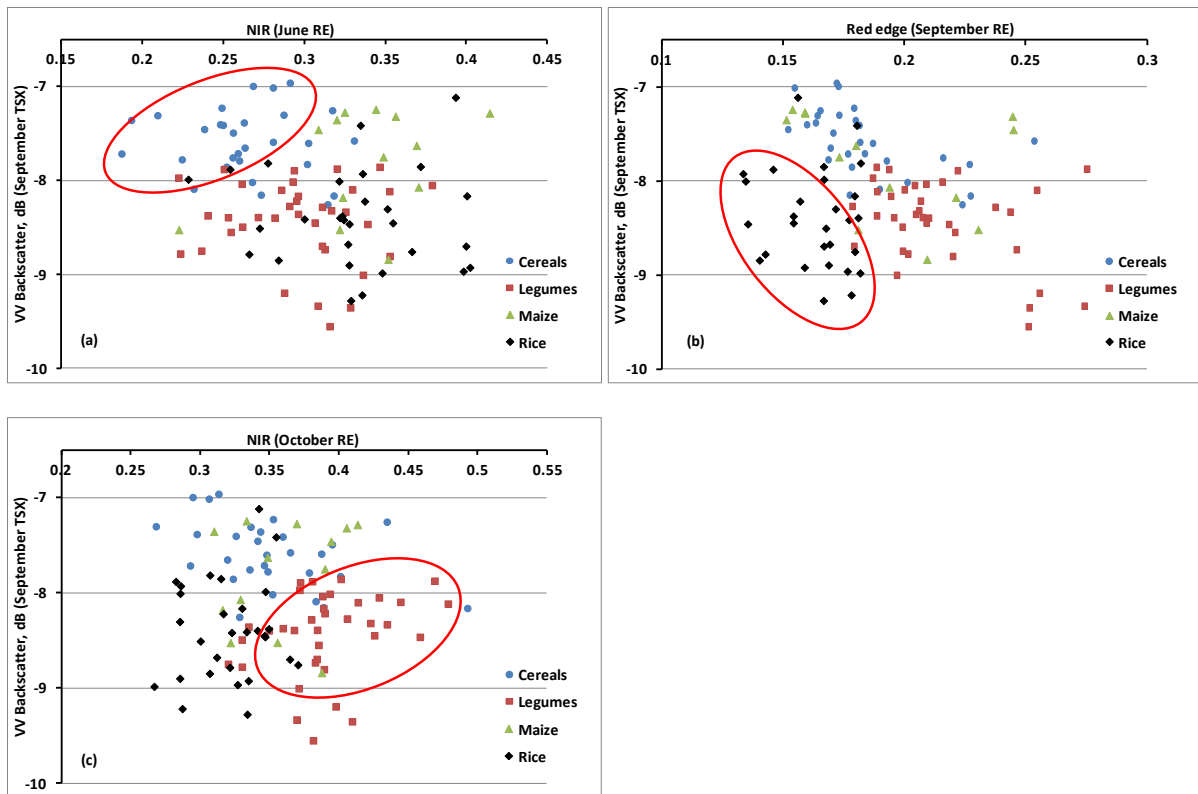 NIR (June RE)
0.15 0.2 0.25 0.3 0.35 0.4 0.45
-7
-8
-9
-10
VV Backscatter, dB (September TSX)
Cereals
Legumes
Maize
Rice
(a)
Red edge (September RE)
0.1 0.15 0.2 0.25 0.3
-7
-8
-9
-10
VV Backscatter, dB (September TSX)
Cereals
Legumes
Maize
Rice
(b)
NIR (October RE)
0.2 0.25 0.3 0.35 0.4 0.45 0.5 0.55
-7
-8
-9
-10
VV Backscatter, dB (September TSX)
Cereals
Legumes
Maize
Rice
(c)